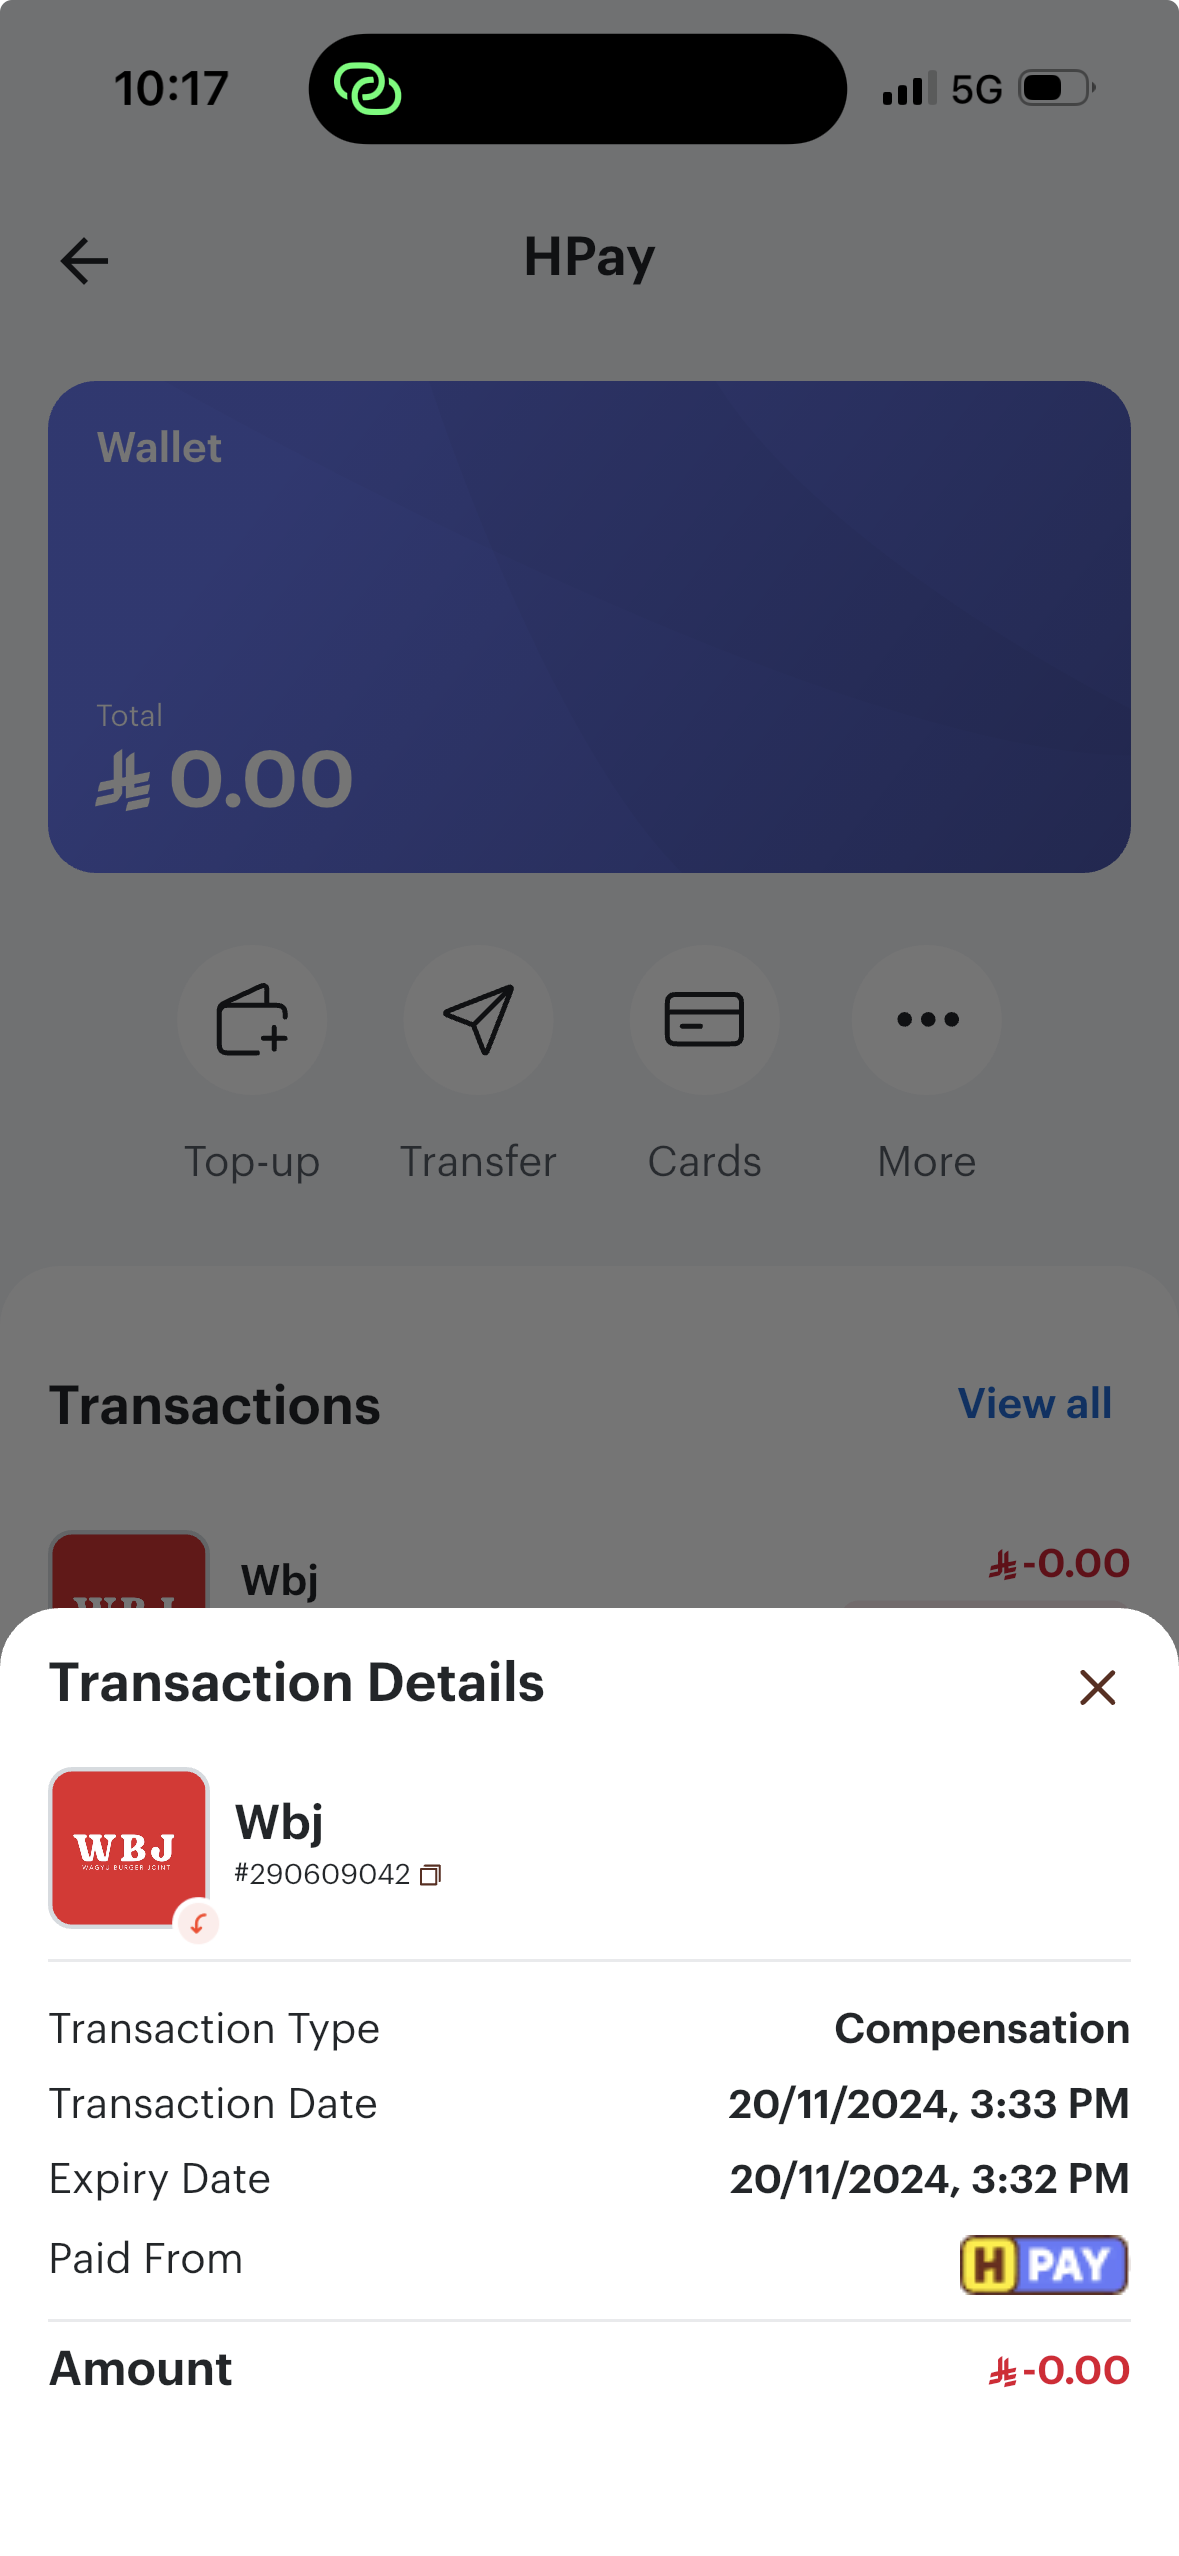 10:17
5G
HPay
Wallet
Total
⃁ 0.00
Top-up Transfer Cards More
Transactions View all
Wbj ⃁ -0.00
Transaction Details
WBJ
WAGYU BURGER JOINT
Wbj
#290609042
Transaction Type Compensation
Transaction Date 20/11/2024, 3:33 PM
Expiry Date 20/11/2024, 3:32 PM
Paid From H PAY
Amount ⃁ -0.00